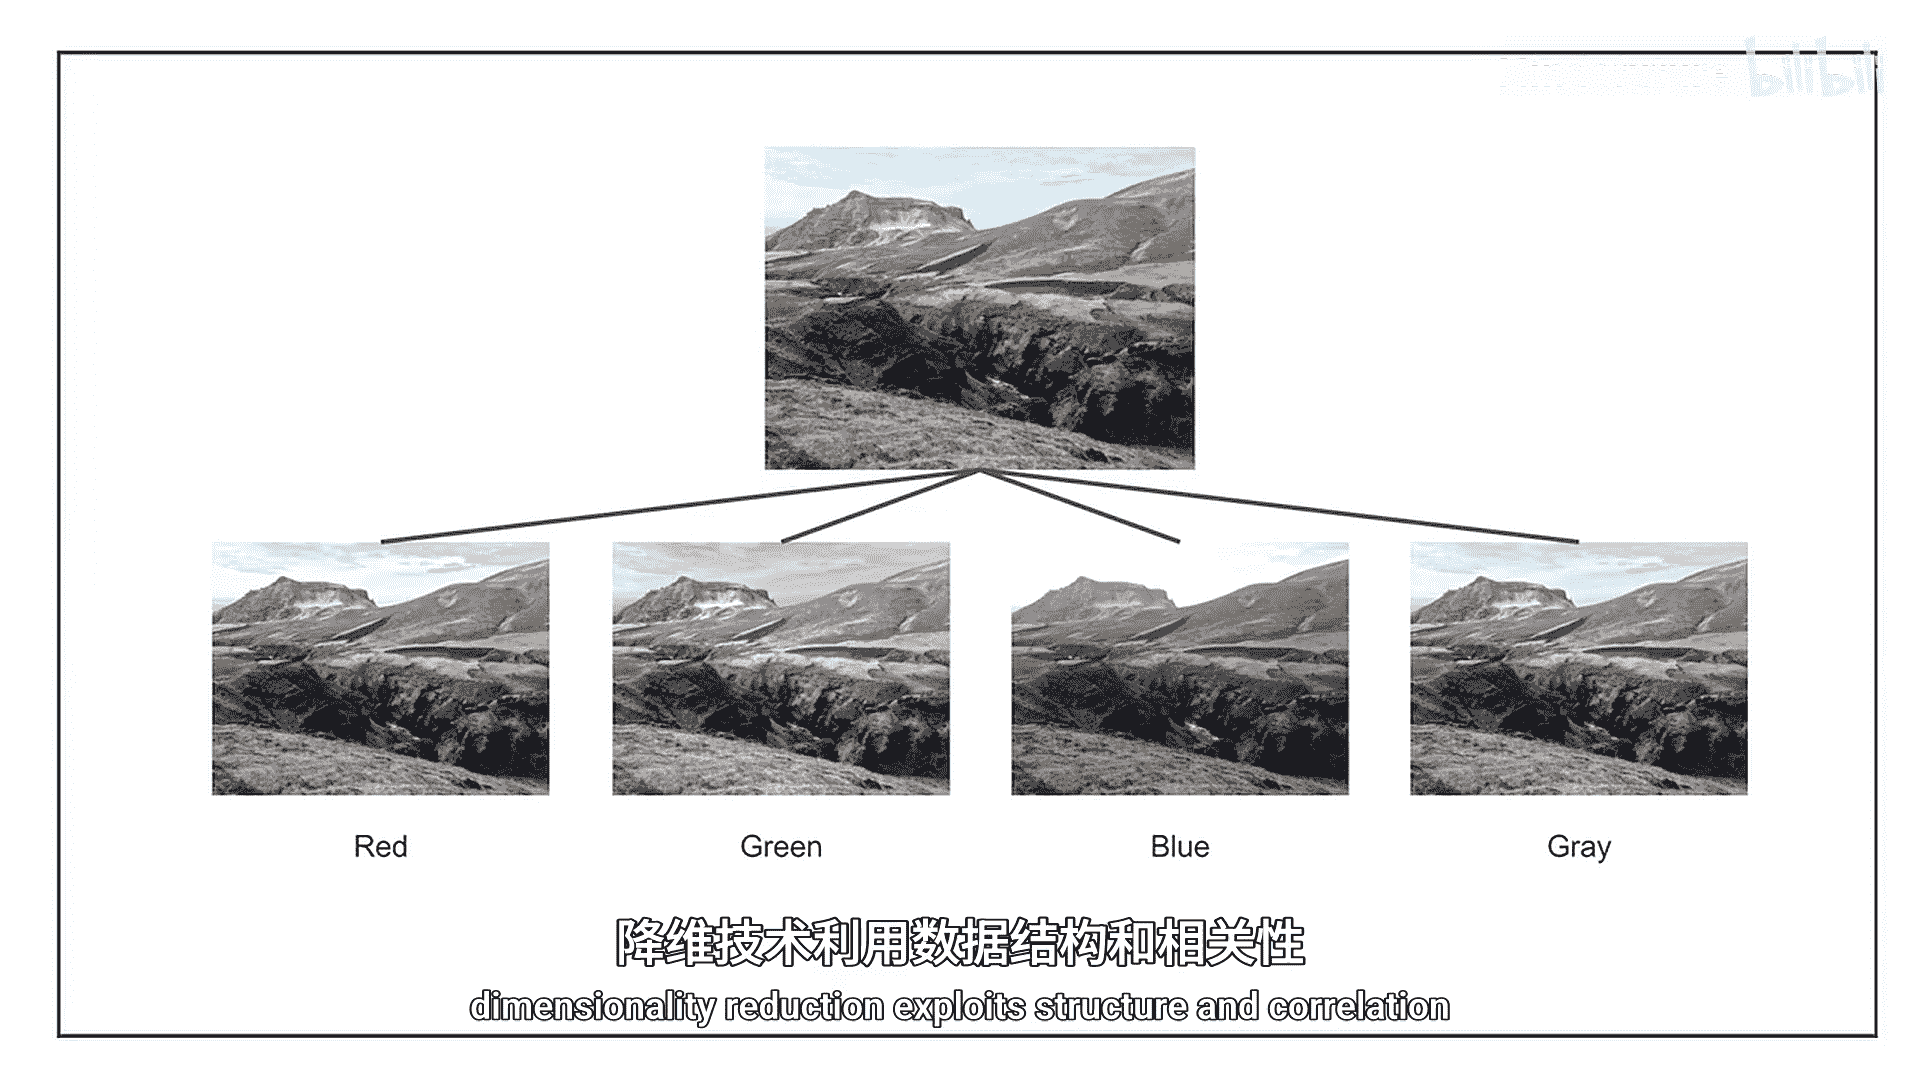 bilibili
Red
Green
Blue
Gray
降维技术利用数据结构和相关性
dimensionality reduction exploits structure and correlation